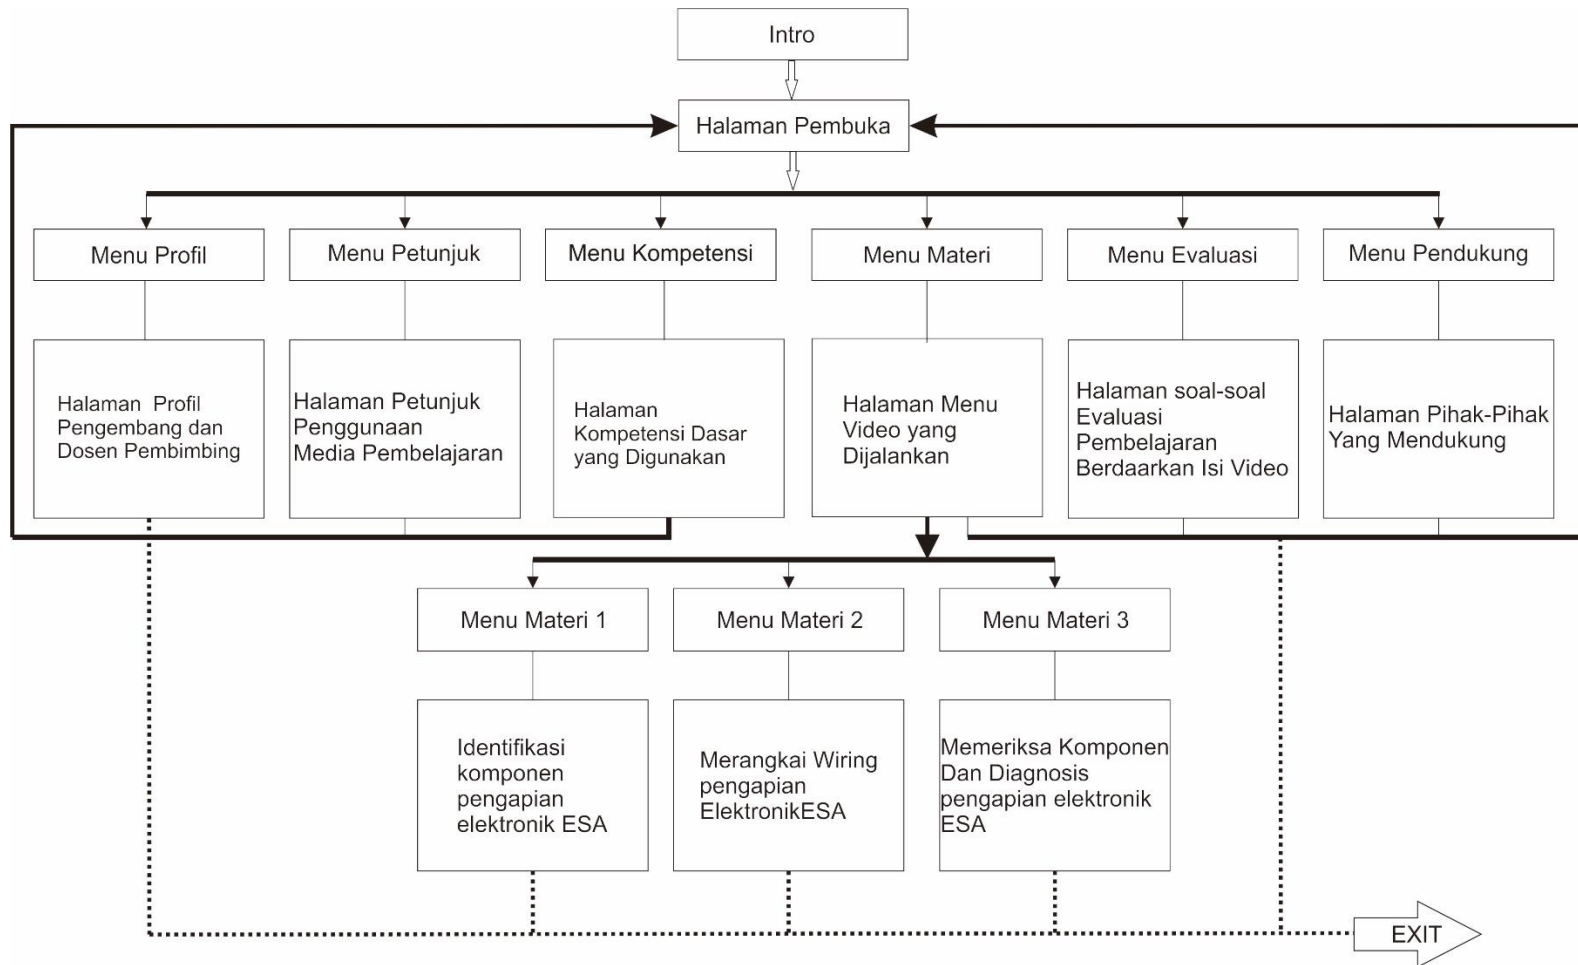 Intro
Halaman Pembuka
Menu Profil
Menu Petunjuk
Menu Kompetensi
Menu Materi
Menu Evaluasi
Menu Pendukung
Halaman Profil
Pengembang dan
Dosen Pembimbing
Halaman Petunjuk
Penggunaan
Media Pembelajaran
Halaman
Kompetensi Dasar
yang Digunakan
Halaman Menu
Video yang
Dijalankan
Halaman soal-soal
Evaluasi
Pembelajaran
Berdaarkan Isi Video
Halaman Pihak-Pihak
Yang Mendukung
Menu Materi 1
Menu Materi 2
Menu Materi 3
Identifikasi
komponen
pengapian
elektronik ESA
Merangkai Wiring
pengapian
ElektronikESA
Memeriksa Komponen
Dan Diagnosis
pengapian elektronik
ESA
EXIT